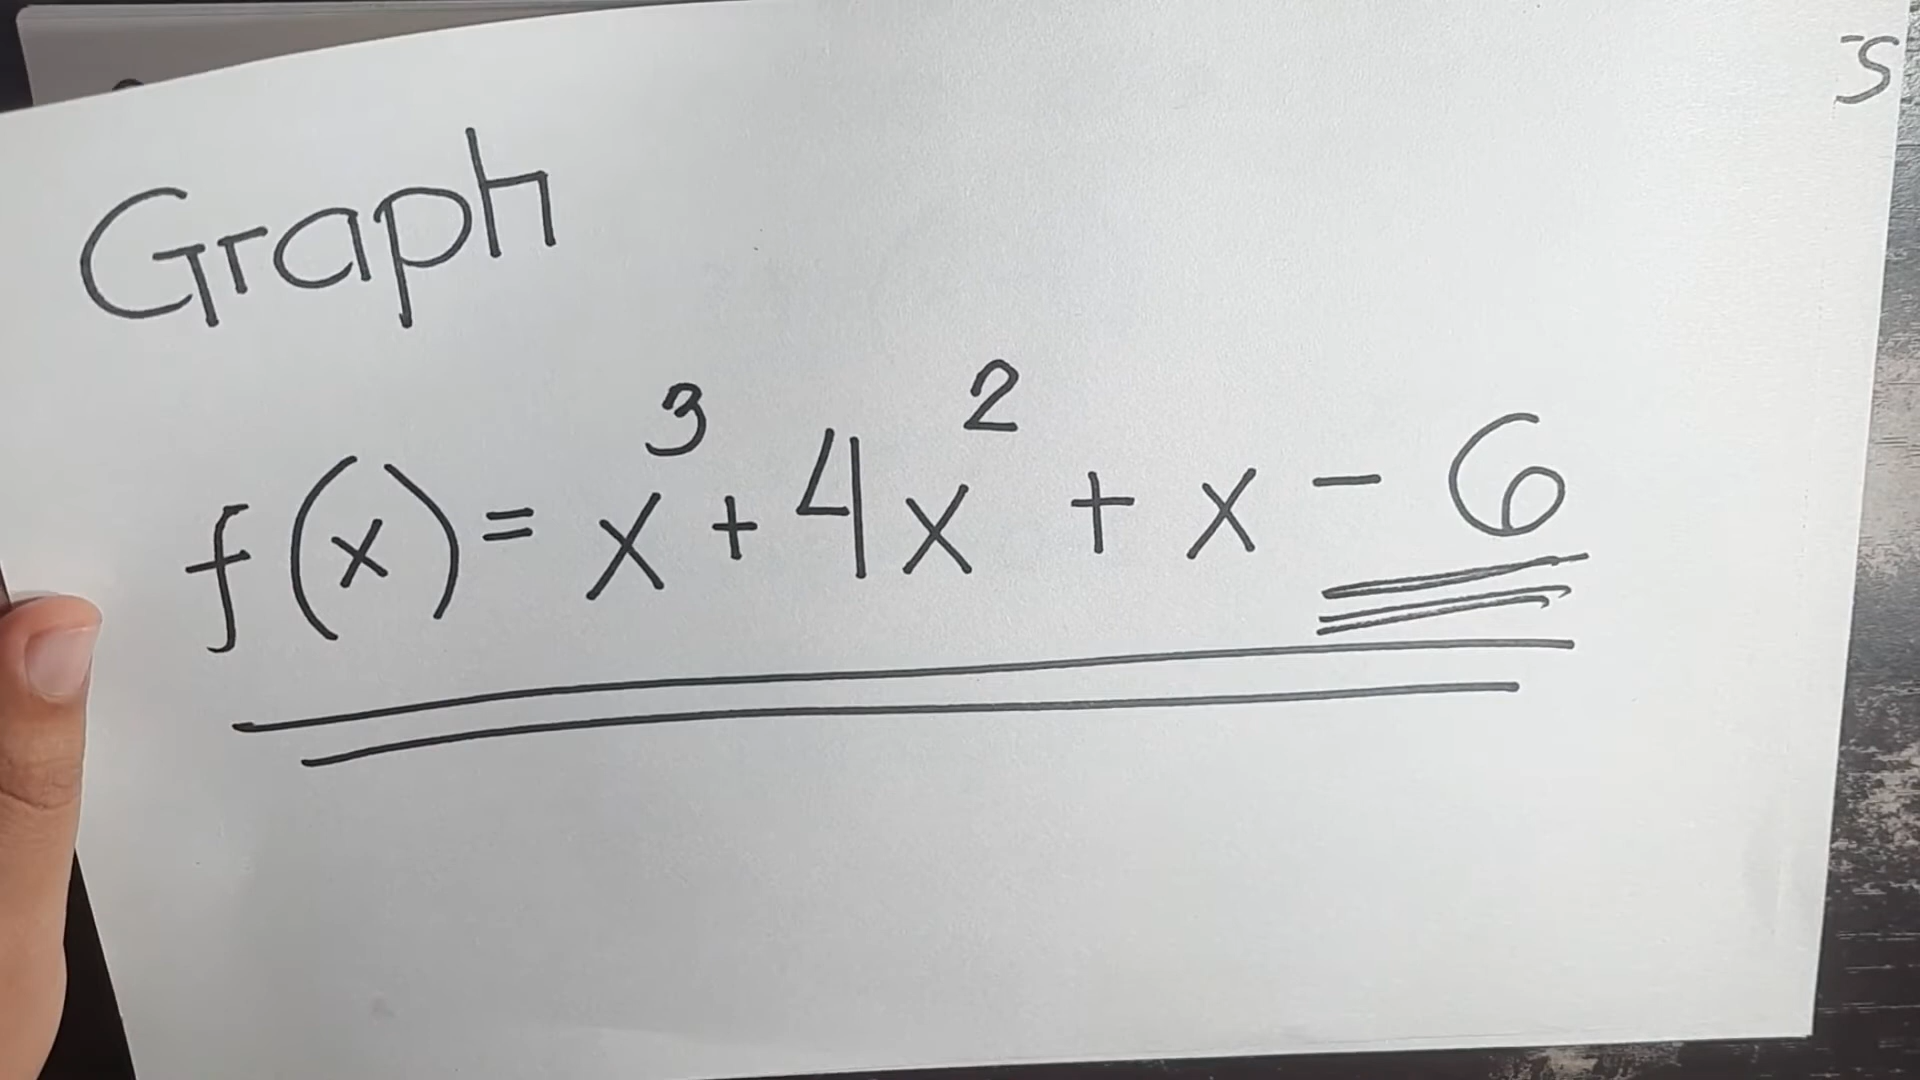 Graph
f(x) = x³ + 4x² + x - 6